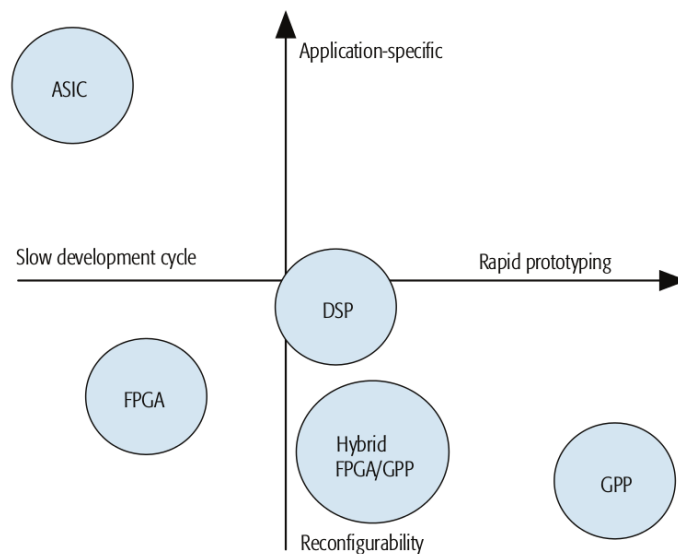 Application-specific
ASIC
Slow development cycle
Rapid prototyping
DSP
FPGA
Hybrid
FPGA/GPP
GPP
Reconfigurability